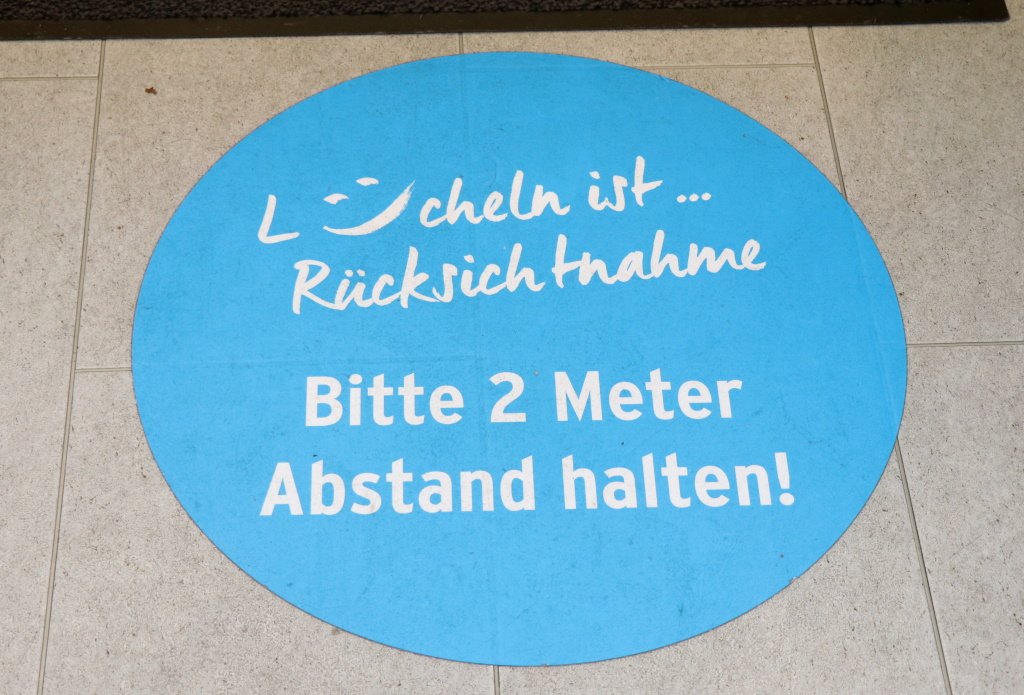 Lächeln ist ...
Rücksichtnahme
Bitte 2 Meter
Abstand halten!